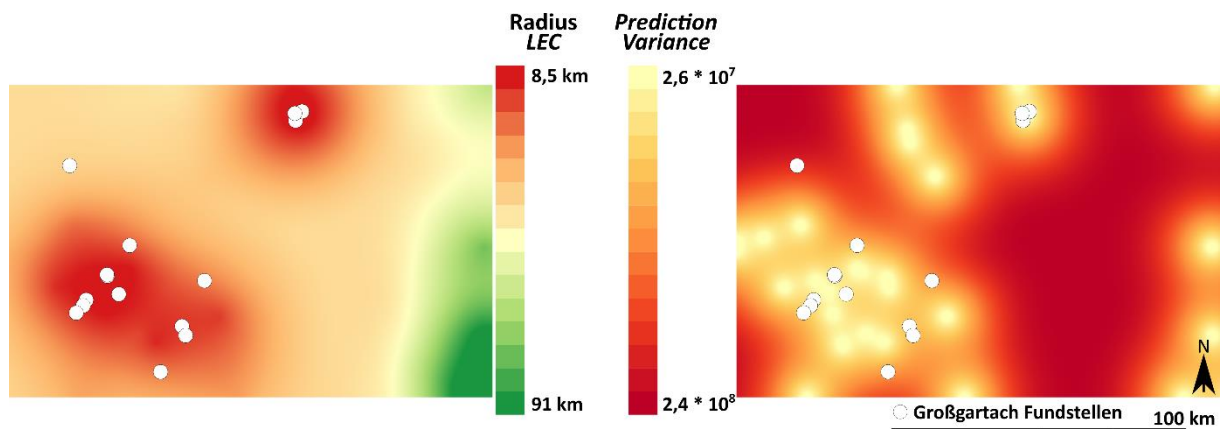 Radius
LEC
8,5 km
91 km
Prediction
Variance
2,6 * 10⁷
2,4 * 10⁸
N
Großgartach Fundstellen
100 km